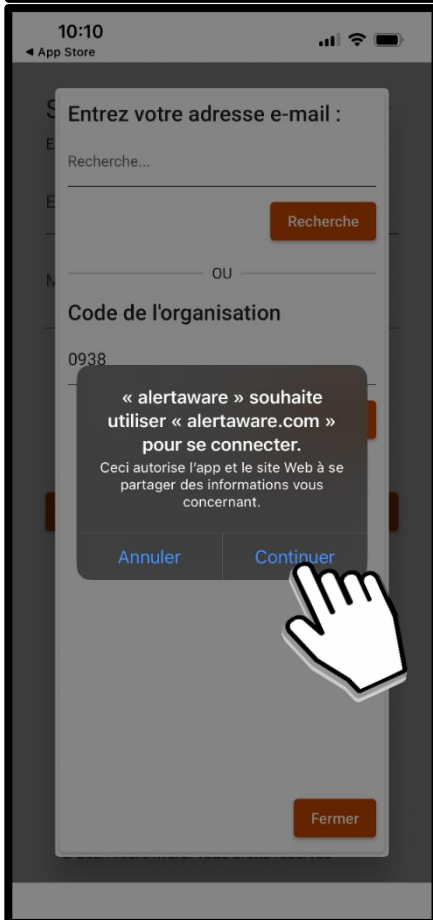 10:10
◀ App Store
S
Entrez votre adresse e-mail :
E
Recherche...
E
Recherche
M
OU
Code de l'organisation
0938
« alertaware » souhaite
utiliser « alertaware.com »
pour se connecter.
Ceci autorise l'app et le site Web à se
partager des informations vous
concernant.
Annuler
Continuer
Fermer